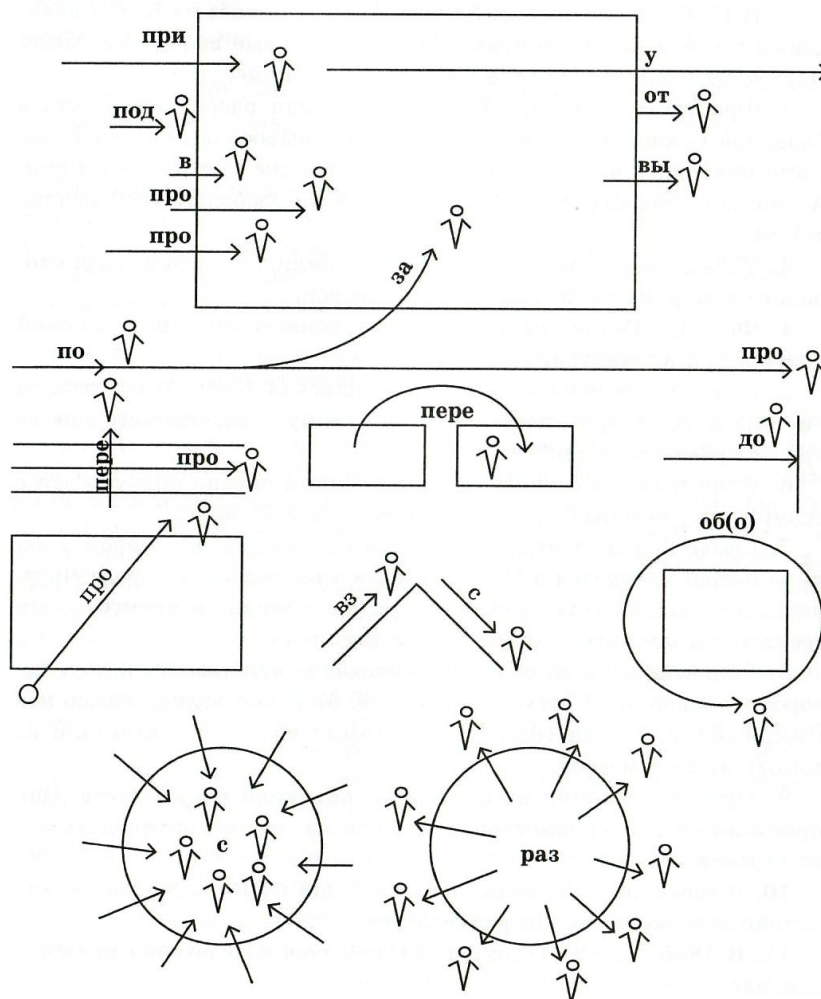 при
у
под
от
в
вы
про
про
за
по
про
пере
до
пере
про
об(о)
про
вз
с
с
раз